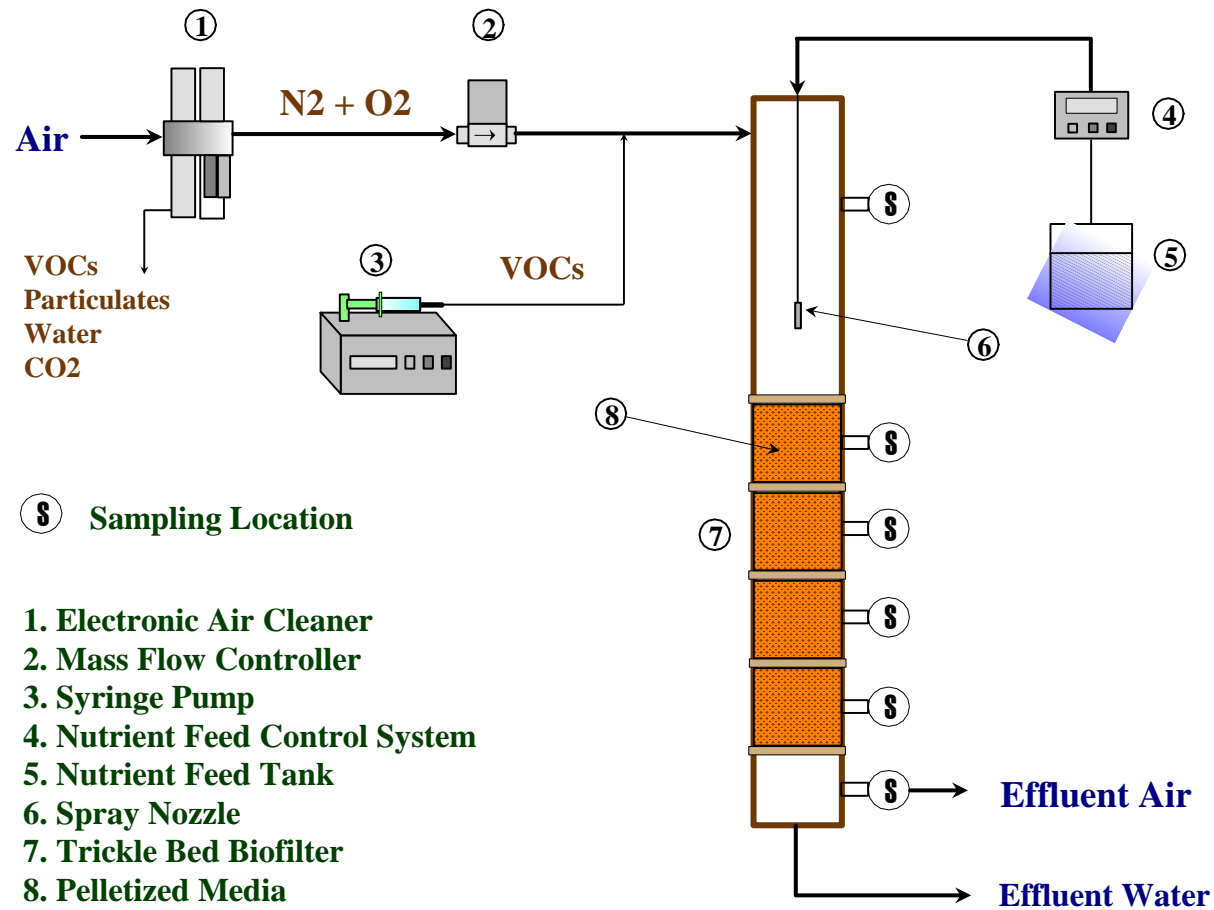 1
2
N2 + O2
Air
4
S
VOCs
Particulates
Water
CO2
3
VOCs
5
6
8
S
S
Sampling Location
S
7
S
S
1. Electronic Air Cleaner
2. Mass Flow Controller
3. Syringe Pump
4. Nutrient Feed Control System
5. Nutrient Feed Tank
6. Spray Nozzle
7. Trickle Bed Biofilter
8. Pelletized Media
S
Effluent Air
Effluent Water